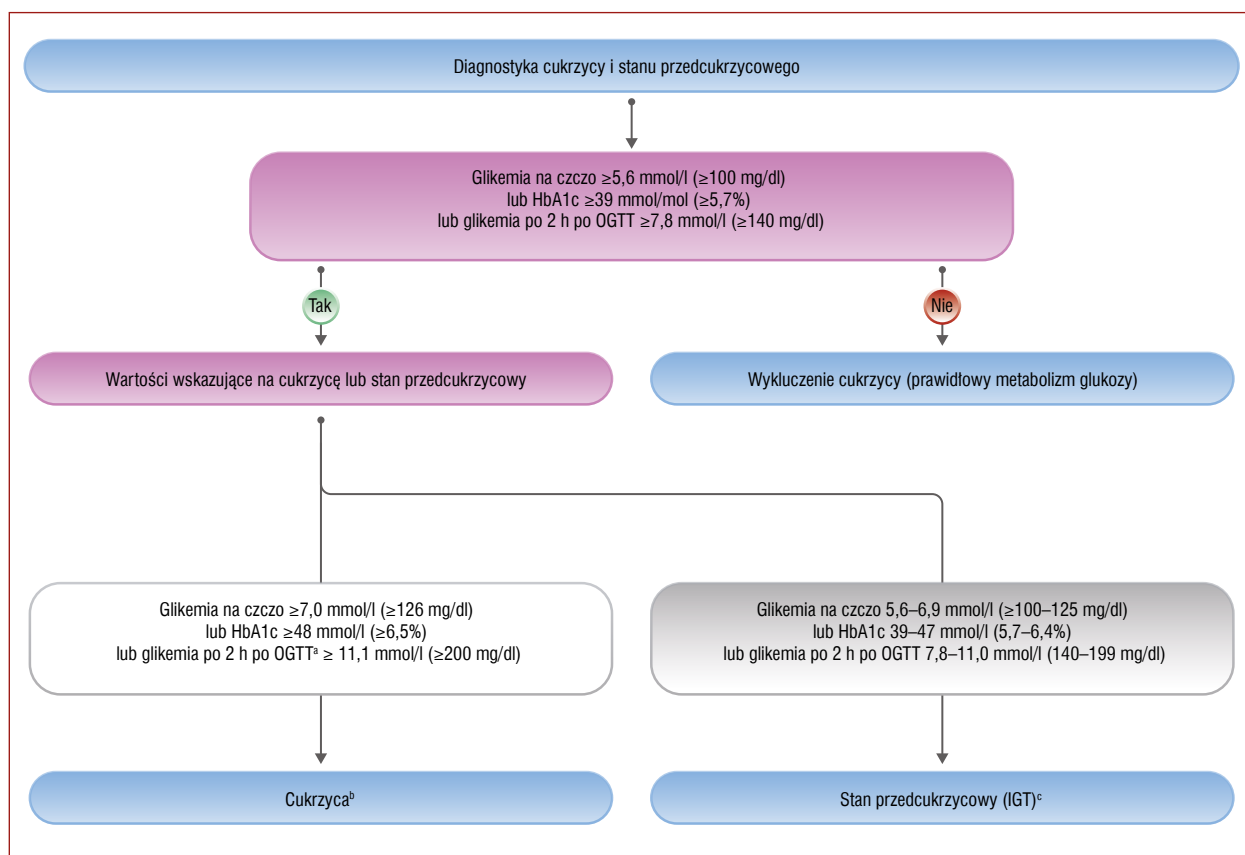 Diagnostyka cukrzycy i stanu przedcukrzycowego
Glikemia na czczo ≥5,6 mmol/l (≥100 mg/dl)
lub HbA1c ≥39 mmol/mol (≥5,7%)
lub glikemia po 2 h po OGTT ≥7,8 mmol/l (≥140 mg/dl)
Tak
Nie
Wartości wskazujące na cukrzycę lub stan przedcukrzycowy
Wykluczenie cukrzycy (prawidłowy metabolizm glukozy)
Glikemia na czczo ≥7,0 mmol/l (≥126 mg/dl)
lub HbA1c ≥48 mmol/l (≥6,5%)
lub glikemia po 2 h po OGTTᵃ ≥ 11,1 mmol/l (≥200 mg/dl)
Glikemia na czczo 5,6–6,9 mmol/l (≥100–125 mg/dl)
lub HbA1c 39–47 mmol/l (5,7–6,4%)
lub glikemia po 2 h po OGTT 7,8–11,0 mmol/l (140–199 mg/dl)
Cukrzycaᵇ
Stan przedcukrzycowy (IGT)ᶜ